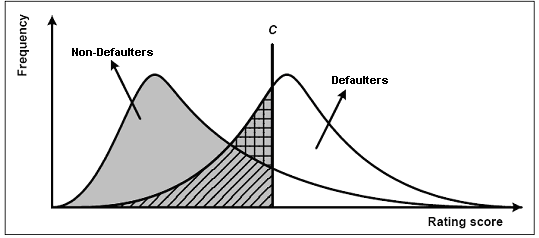 C
Non-Defaulters
Defaulters
Frequency
Rating score